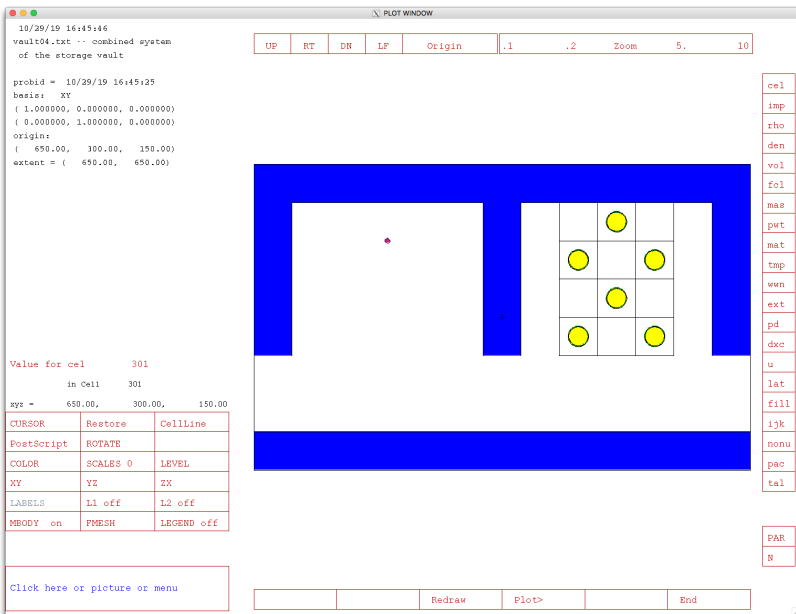 PLOT WINDOW
10/29/19 16:45:46
vault04.txt -- combined system
of the storage vault
probid = 10/29/19 16:45:25
basis: XY
( 1.000000, 0.000000, 0.000000)
( 0.000000, 1.000000, 0.000000)
origin:
( 650.00, 300.00, 150.00)
extent = ( 650.00, 650.00)
UP RT DN LF Origin .1 .2 Zoom 5. 10
cel
imp
rho
den
vol
fcl
mas
pwt
mat
tmp
wwn
ext
pd
dxc
u
lat
fill
ijk
nonu
pac
tal
PAR
N
Value for cel 301
in Cell 301
xyz = 650.00, 300.00, 150.00
CURSOR Restore CellLine
PostScript ROTATE
COLOR SCALES 0 LEVEL
XY YZ ZX
LABELS L1 off L2 off
MBODY on FMESH LEGEND off
Click here or picture or menu
Redraw Plot> End